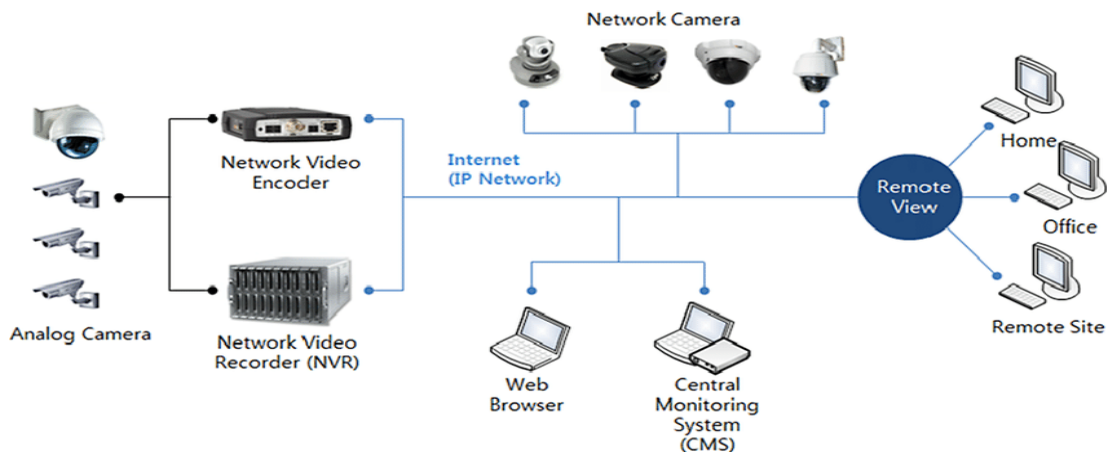 Network Camera
Network Video
Encoder
Internet
(IP Network)
Remote
View
Home
Office
Remote Site
Analog Camera
Network Video
Recorder (NVR)
Web
Browser
Central
Monitoring
System
(CMS)